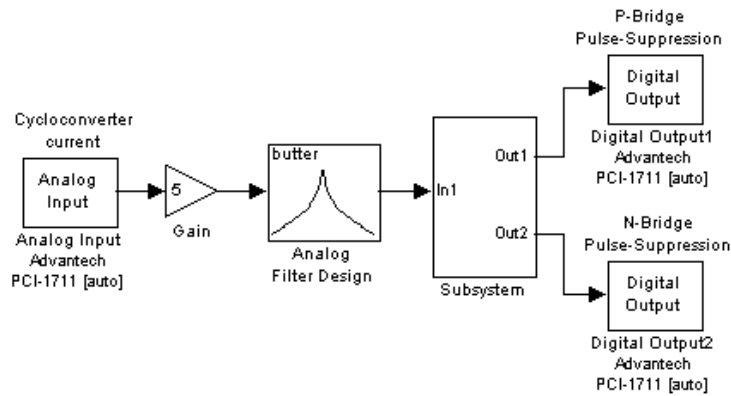 Cycloconverter
current
Analog
Input
Analog Input
Advantech
PCI-1711 [auto]
5
Gain
butter
Analog
Filter Design
In1
Out1
Out2
Subsystem
P-Bridge
Pulse-Suppression
Digital
Output
Digital Output1
Advantech
PCI-1711 [auto]
N-Bridge
Pulse-Suppression
Digital
Output
Digital Output2
Advantech
PCI-1711 [auto]